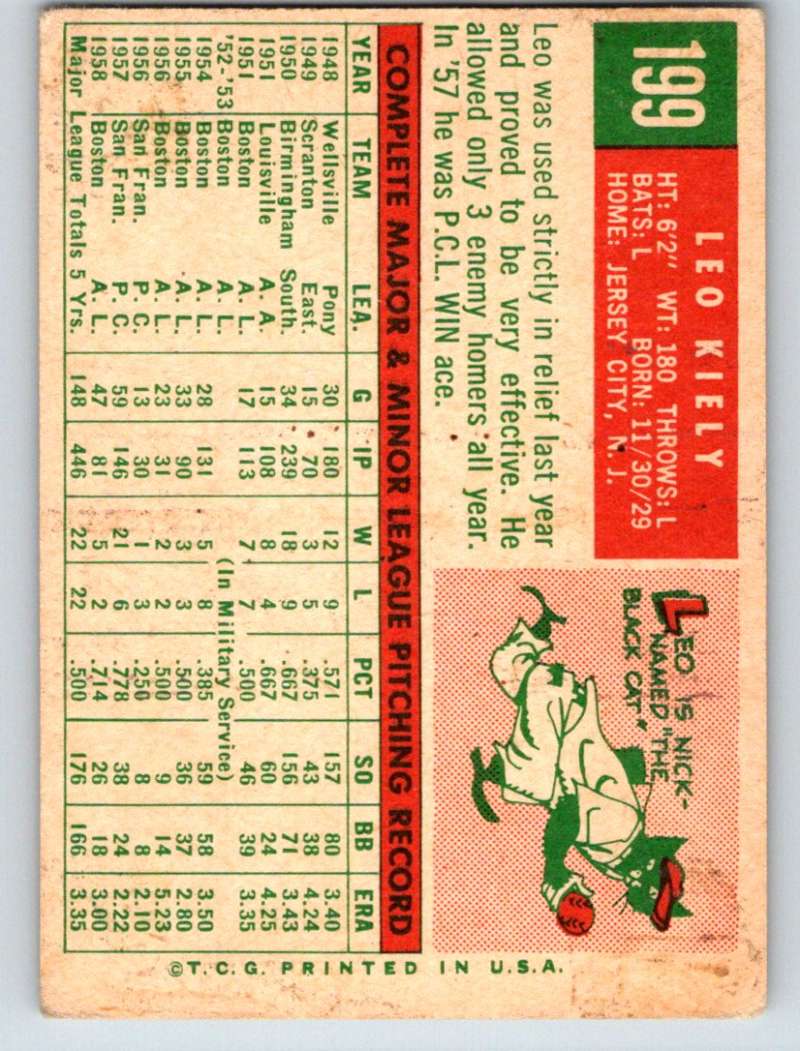 199
LEO KIELY
HT: 6'2" WT: 180 THROWS: L
BATS: L BORN: 11/30/29
HOME: JERSEY CITY, N. J.
Leo was used strictly in relief last year
and proved to be very effective. He
allowed only 3 enemy homers all year.
In '57 he was P.C.L. WIN ace.
LEO IS NICK-
NAMED "THE
BLACK CAT"
COMPLETE MAJOR & MINOR LEAGUE PITCHING RECORD
YEAR TEAM LEA. G IP W L PCT SO BB ERA
1948 Wellsville Pony 30 180 12 9 .571 157 80 3.40
1949 Scranton East. 15 70 3 5 .375 43 38 4.24
1950 Birmingham South. 34 239 18 9 .667 156 71 3.43
1951 Louisville A. A. 15 108 8 4 .667 60 24 4.25
1951 Boston A. L. 17 113 7 7 .500 46 39 3.35
'52-'53 Boston A. L. (In Military Service)
1954 Boston A. L. 28 131 5 8 .385 59 58 3.50
1955 Boston A. L. 33 90 3 3 .500 36 37 2.80
1956 Boston A. L. 23 31 2 2 .500 9 14 5.23
1956 San Fran. P. C. 13 30 1 3 .250 8 8 2.10
1957 San Fran. P. C. 59 146 21 6 .778 38 24 2.22
1958 Boston A. L. 47 81 5 2 .714 26 18 3.00
Major League Totals 5 Yrs. 148 446 22 22 .500 176 166 3.35
©T.C.G. PRINTED IN U.S.A.